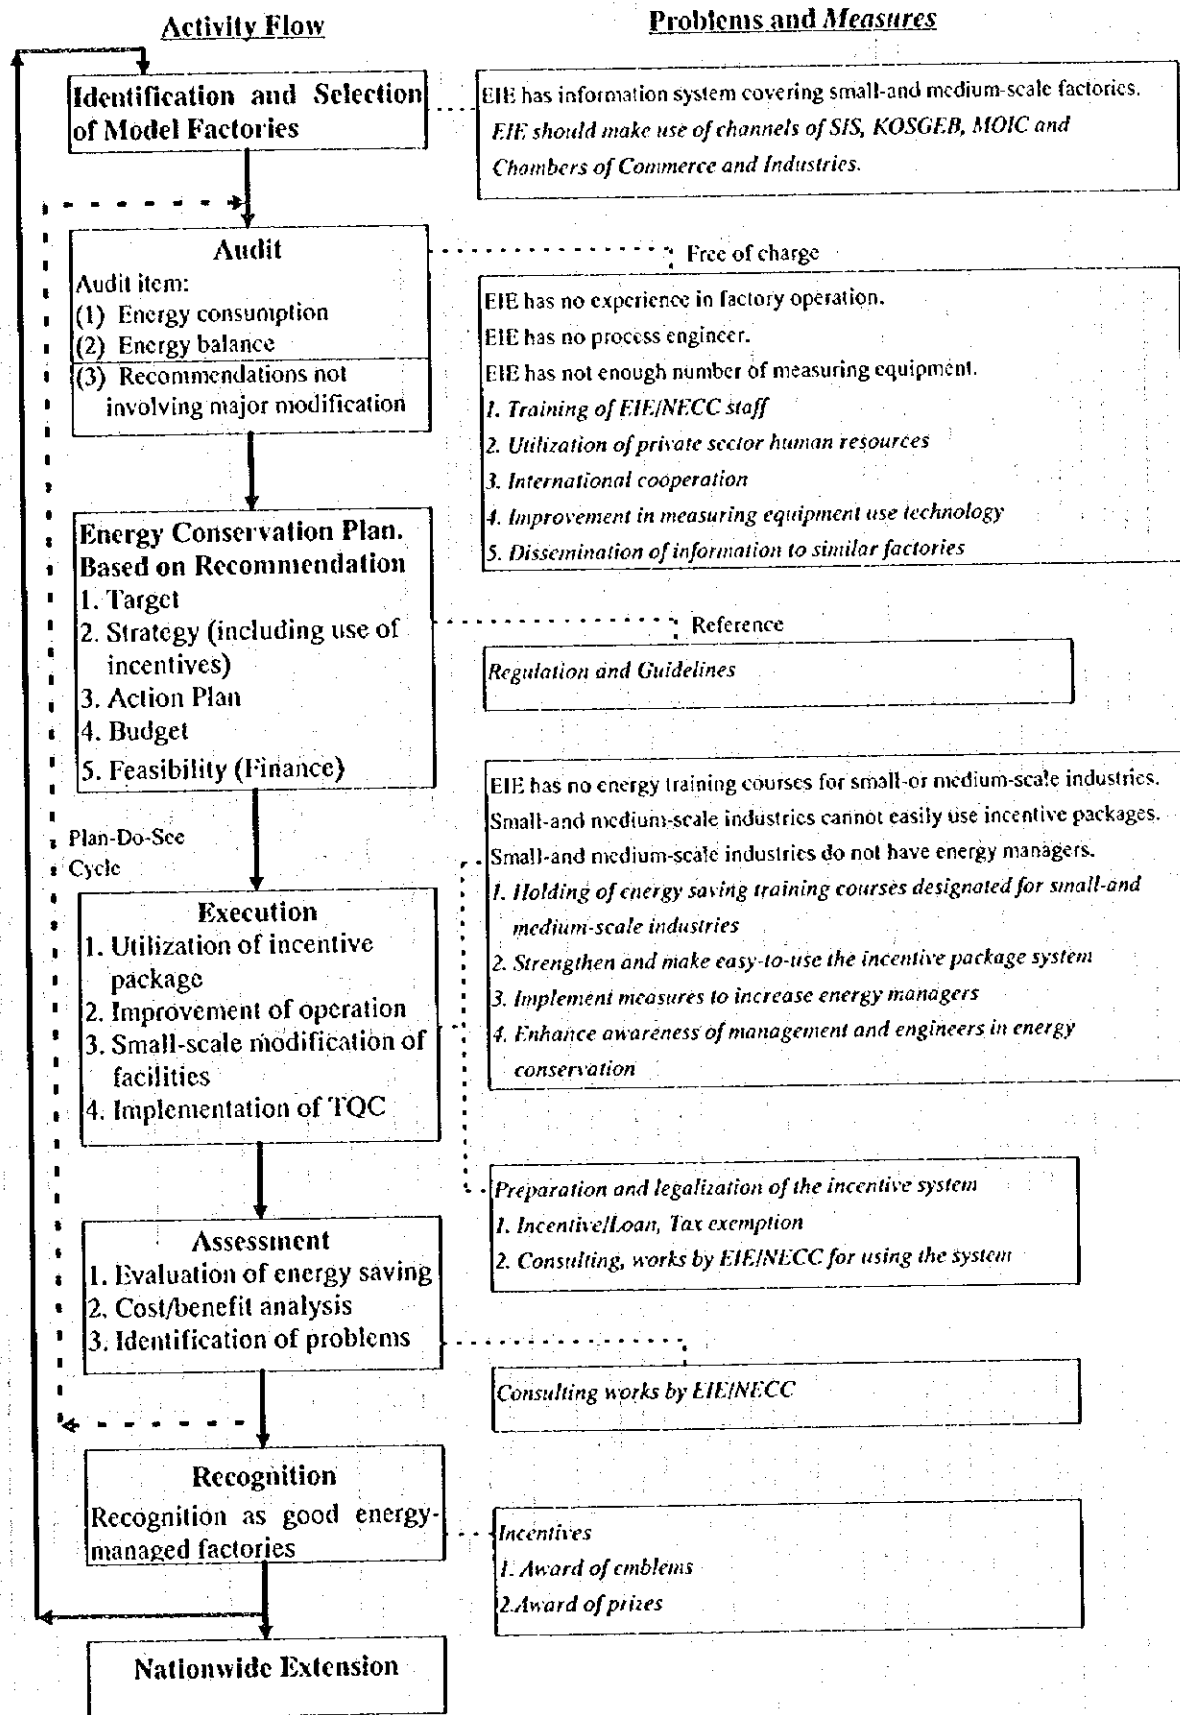 Activity Flow
Problems and Measures
Identification and Selection
of Model Factories
EIE has information system covering small-and medium-scale factories.
EIE should make use of channels of SIS, KOSGEB, MOIC and
Chambers of Commerce and Industries.
Audit
Audit item:
(1) Energy consumption
(2) Energy balance
(3) Recommendations not
involving major modification
Free of charge
EIE has no experience in factory operation.
EIE has no process engineer.
EIE has not enough number of measuring equipment.
1. Training of EIE/NECC staff
2. Utilization of private sector human resources
3. International cooperation
4. Improvement in measuring equipment use technology
5. Dissemination of information to similar factories
Energy Conservation Plan.
Based on Recommendation
1. Target
2. Strategy (including use of
incentives)
3. Action Plan
4. Budget
5. Feasibility (Finance)
Reference
Regulation and Guidelines
Plan-Do-See
Cycle
EIE has no energy training courses for small-or medium-scale industries.
Small-and medium-scale industries cannot easily use incentive packages.
Small-and medium-scale industries do not have energy managers.
1. Holding of energy saving training courses designated for small-and
medium-scale industries
2. Strengthen and make easy-to-use the incentive package system
3. Implement measures to increase energy managers
4. Enhance awareness of management and engineers in energy
conservation
Execution
1. Utilization of incentive
package
2. Improvement of operation
3. Small-scale modification of
facilities
4. Implementation of TQC
Preparation and legalization of the incentive system
1. Incentive/Loan, Tax exemption
2. Consulting, works by EIE/NECC for using the system
Assessment
1. Evaluation of energy saving
2. Cost/benefit analysis
3. Identification of problems
Consulting works by EIE/NECC
Recognition
Recognition as good energy-
managed factories
Incentives
1. Award of emblems
2.Award of prizes
Nationwide Extension